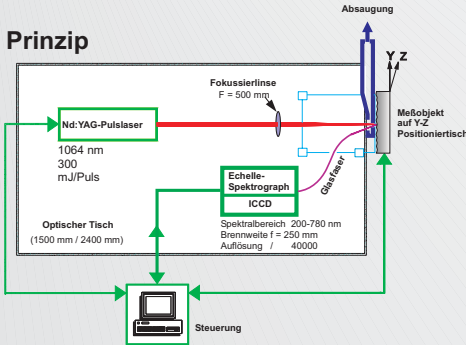 Absaugung
Prinzip
Y Z
Fokussierlinse
F = 500 mm
Nd:YAG-Pulslaser
Meßobjekt
auf Y-Z
Positioniertisch
1064 nm
300
mJ/Puls
Glasfaser
Echelle-
Spektrograph
ICCD
Optischer Tisch
(1500 mm / 2400 mm)
Spektralbereich 200-780 nm
Brennweite f = 250 mm
Auflösung / 40000
Steuerung